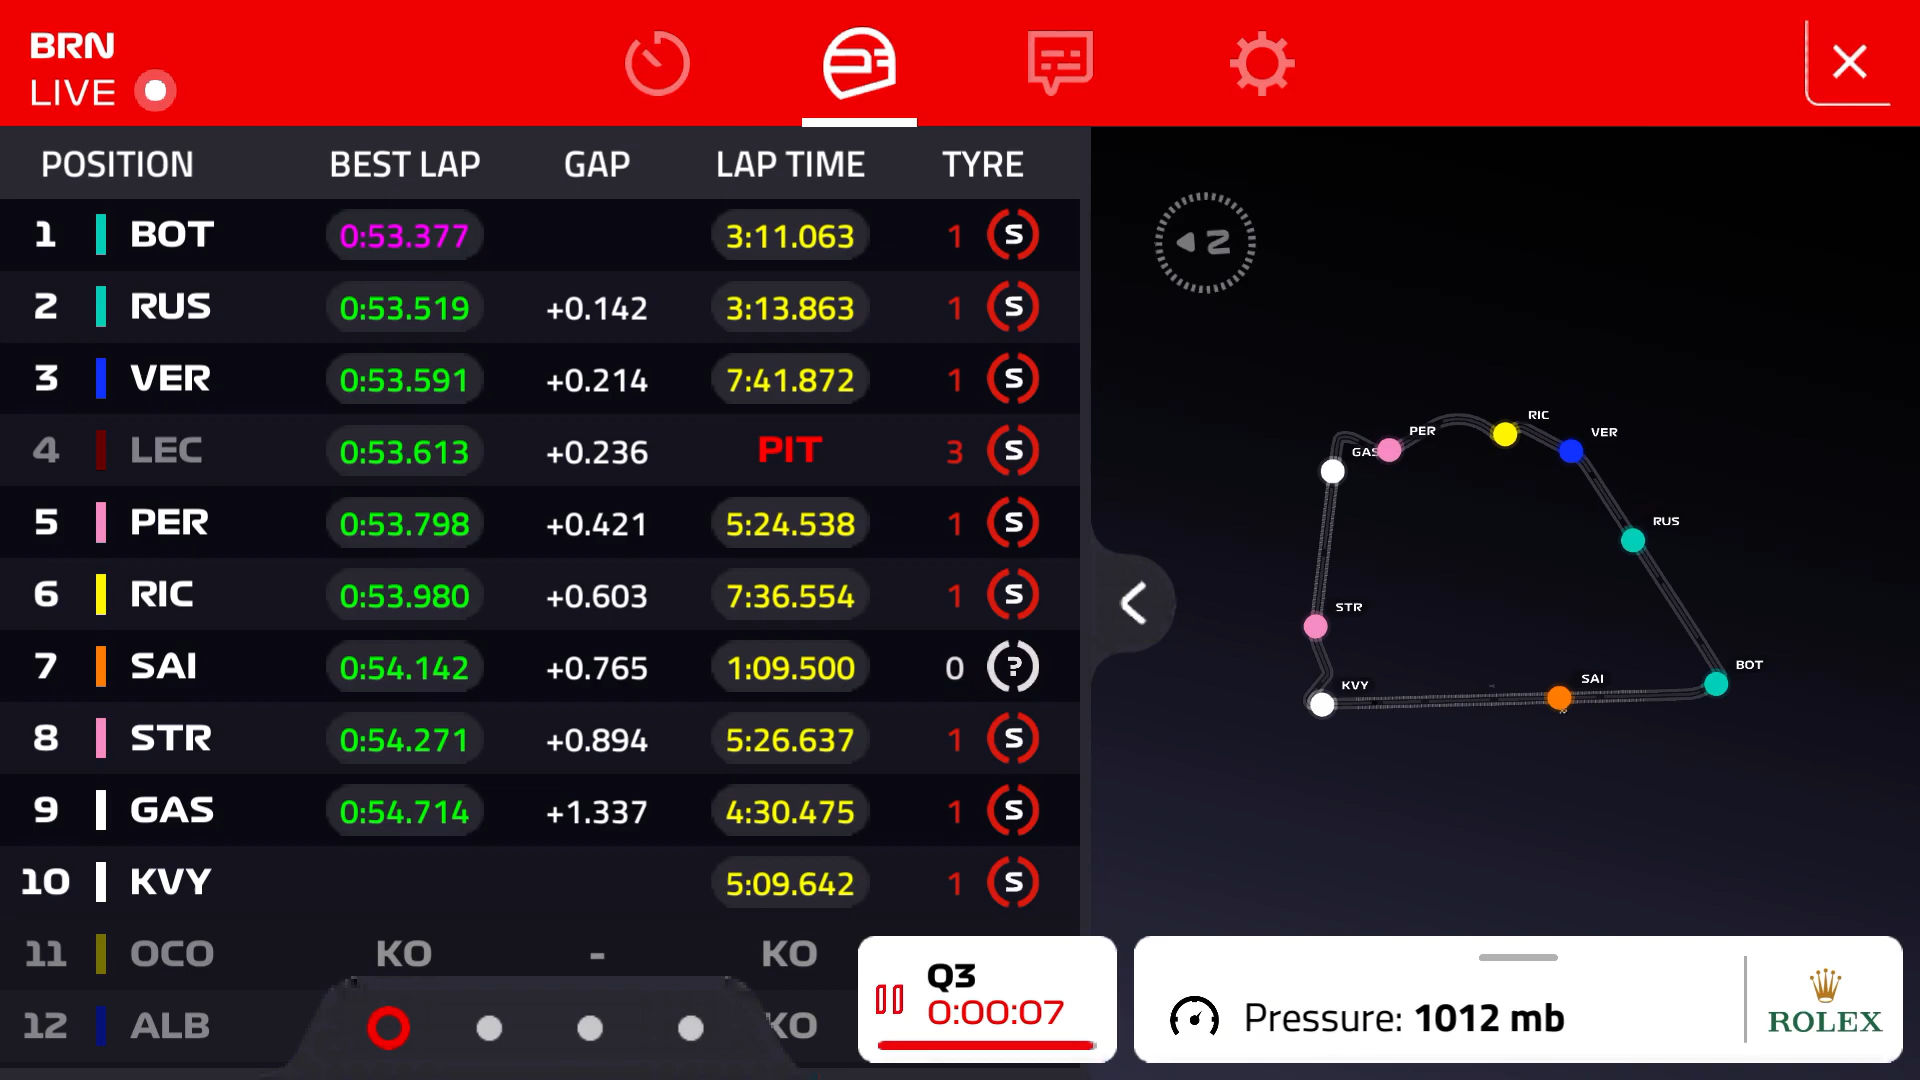 BRN
LIVE
POSITION BEST LAP GAP LAP TIME TYRE
1 BOT 0:53.377 3:11.063 1 S
2 RUS 0:53.519 +0.142 3:13.863 1 S
3 VER 0:53.591 +0.214 7:41.872 1 S
4 LEC 0:53.613 +0.236 PIT 3 S
5 PER 0:53.798 +0.421 5:24.538 1 S
6 RIC 0:53.980 +0.603 7:36.554 1 S
7 SAI 0:54.142 +0.765 1:09.500 0 ?
8 STR 0:54.271 +0.894 5:26.637 1 S
9 GAS 0:54.714 +1.337 4:30.475 1 S
10 KVY 5:09.642 1 S
11 OCO KO - KO
12 ALB KO
Q3
0:00:07
N
RIC
PER
VER
GAS
RUS
STR
BOT
SAI
KVY
Pressure: 1012 mb
ROLEX